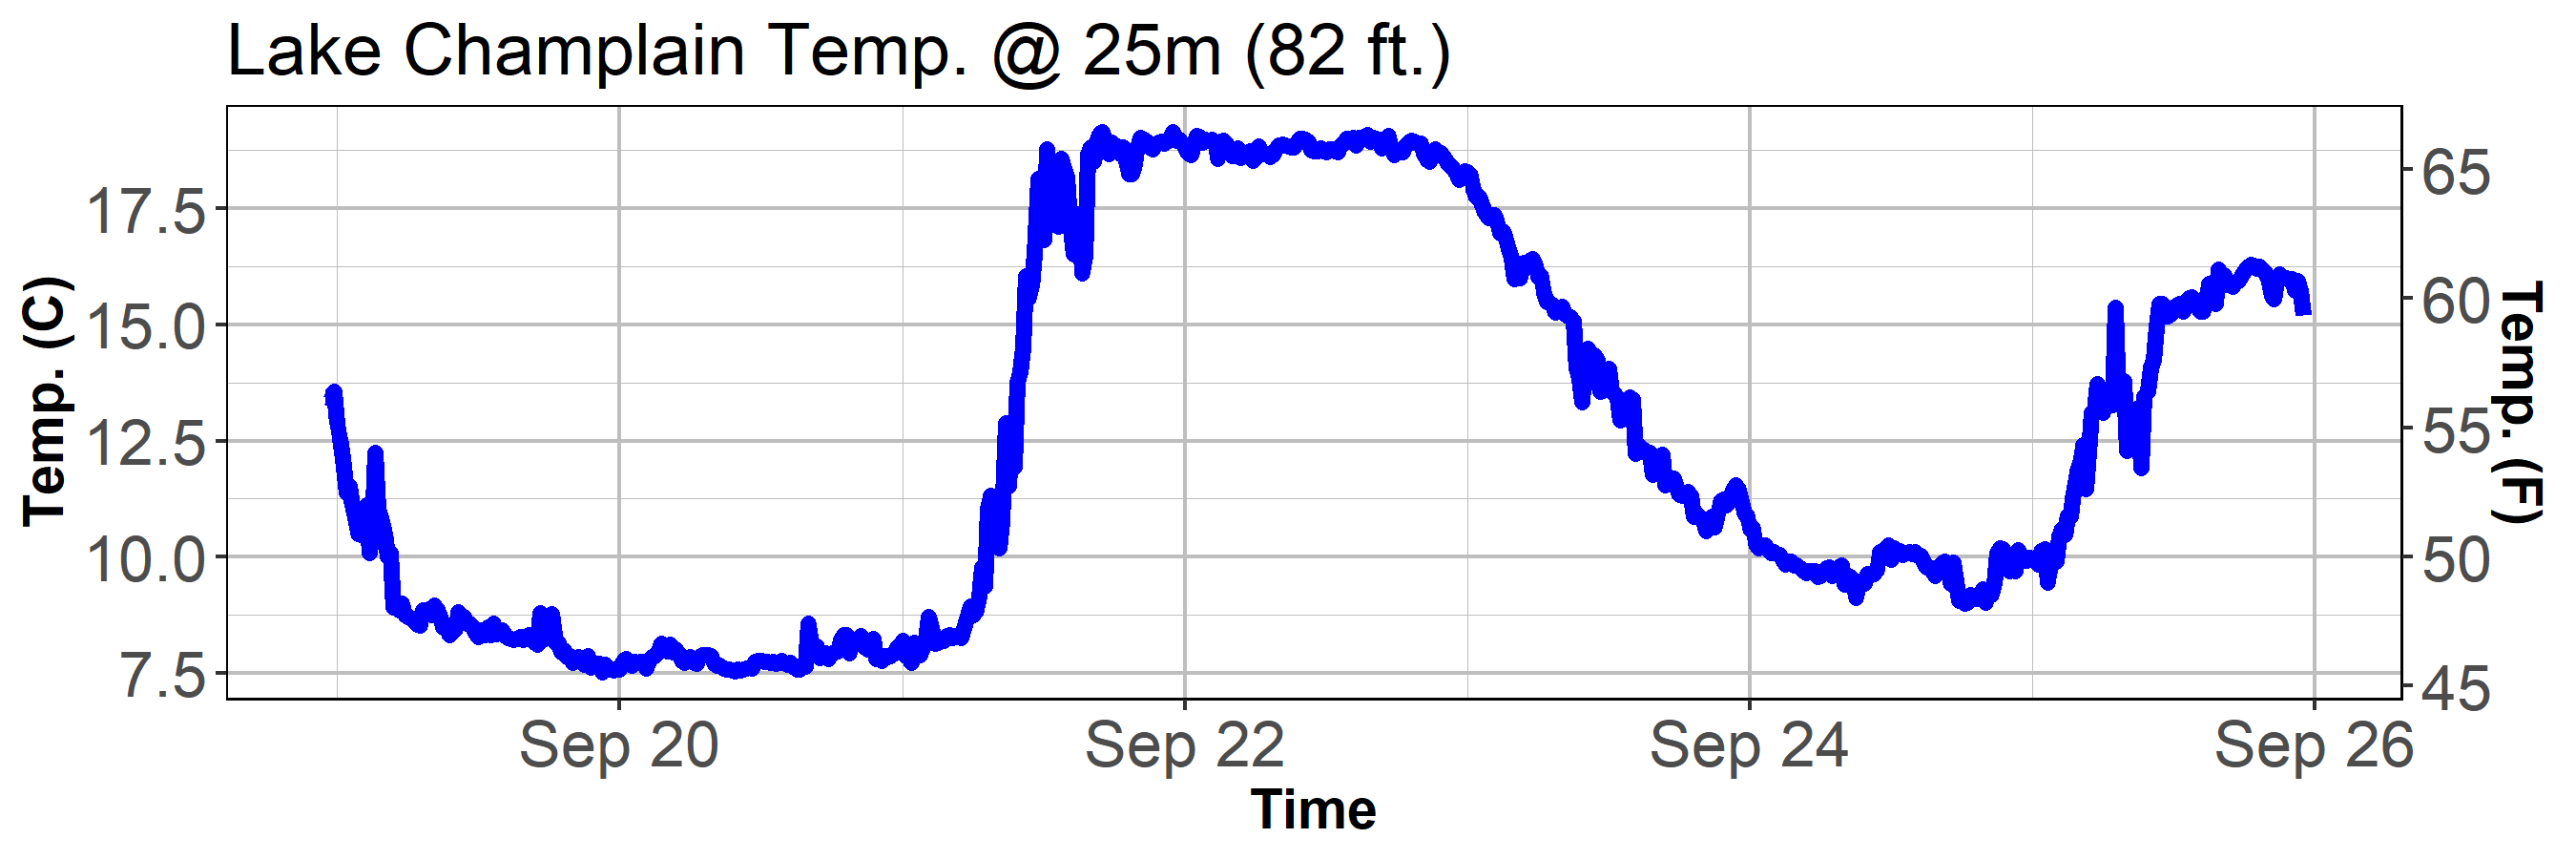 Lake Champlain Temp. @ 25m (82 ft.)
Temp. (C)
17.5
15.0
12.5
10.0
7.5
65
60
55
50
45
Temp. (F)
Sep 20
Sep 22
Sep 24
Sep 26
Time